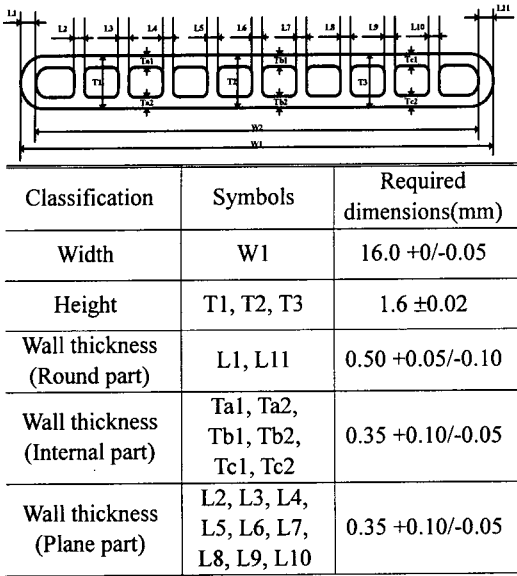 L1 L2 L3 L4 L5 L6 L7 L8 L9 L10 L11
Ta1 Tb1 Tc1
T1 T2 T3
Ta2 Tb2 Tc2
W2
W1
Classification Symbols Required dimensions(mm)
Width W1 16.0 +0/-0.05
Height T1, T2, T3 1.6 ±0.02
Wall thickness (Round part) L1, L11 0.50 +0.05/-0.10
Wall thickness (Internal part) Ta1, Ta2, Tb1, Tb2, Tc1, Tc2 0.35 +0.10/-0.05
Wall thickness (Plane part) L2, L3, L4, L5, L6, L7, L8, L9, L10 0.35 +0.10/-0.05